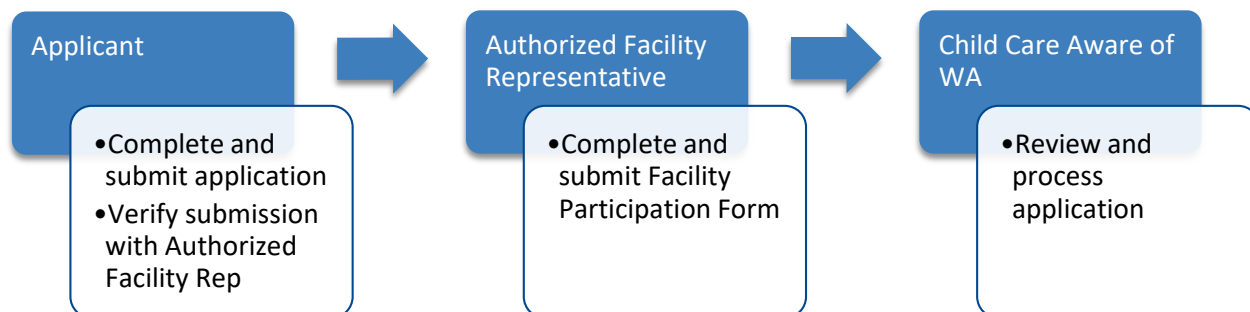 Applicant
•Complete and
submit application
•Verify submission
with Authorized
Facility Rep
Authorized Facility
Representative
•Complete and
submit Facility
Participation Form
Child Care Aware of
WA
•Review and
process
application